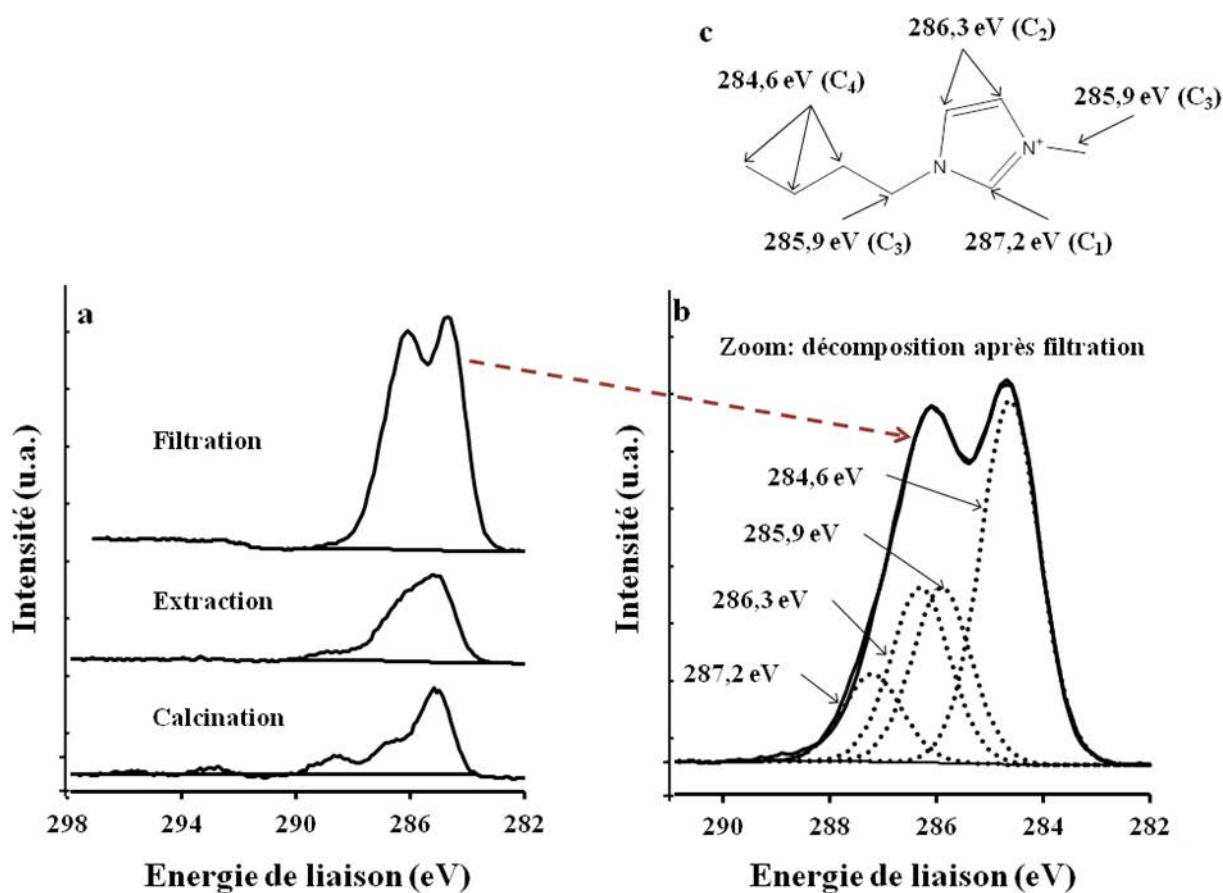 c
286,3 eV (C₂)
284,6 eV (C₄)
285,9 eV (C₃)
N⁺
N
285,9 eV (C₃)
287,2 eV (C₁)
a
Filtration
Extraction
Calcination
Intensité (u.a.)
298 294 290 286 282
Energie de liaison (eV)
b
Zoom: décomposition après filtration
284,6 eV
285,9 eV
286,3 eV
287,2 eV
Intensité (u.a.)
290 288 286 284 282
Energie de liaison (eV)